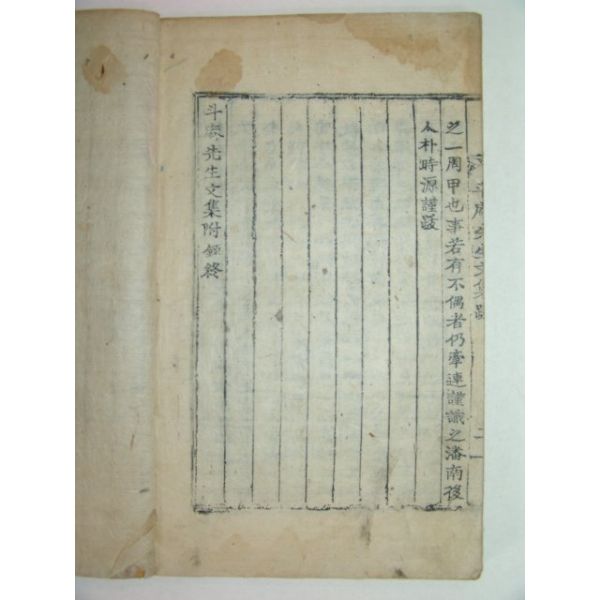 之一周甲也事若有不偶者仍牽連謹識之潘南後
人朴時源謹跋
斗巖先生文集附錄終